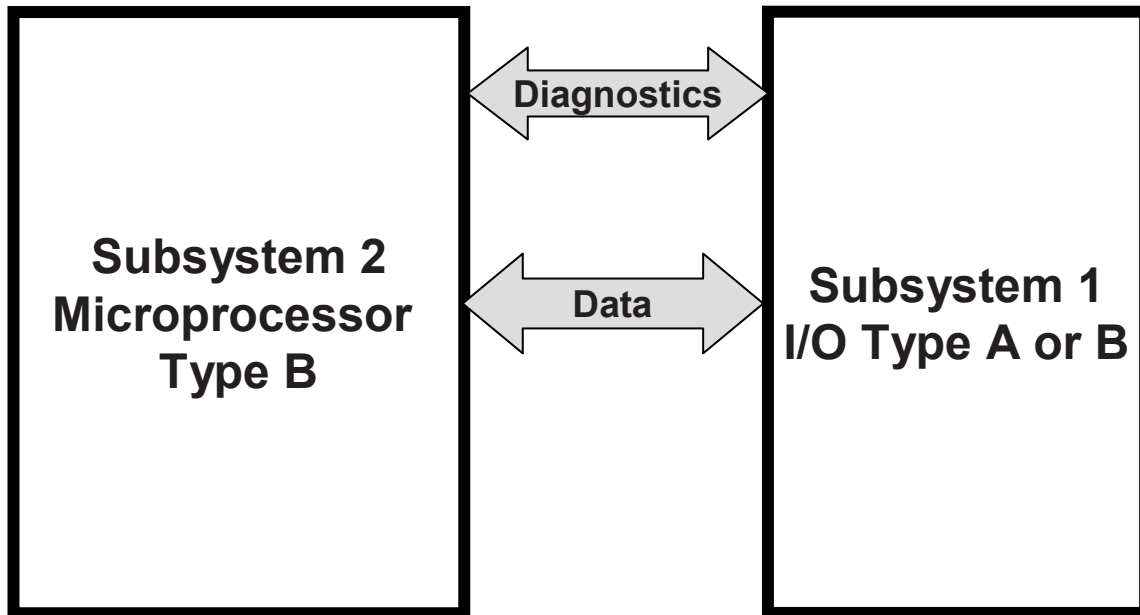 Diagnostics
Subsystem 2
Microprocessor
Type B
Data
Subsystem 1
I/O Type A or B